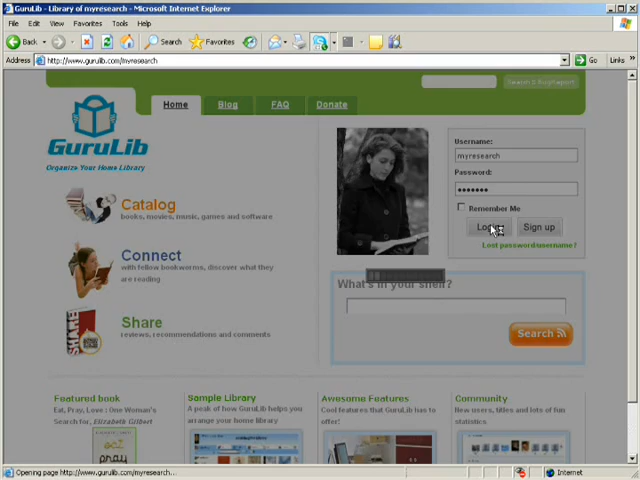 GuruLib - Library of myresearch - Microsoft Internet Explorer
File Edit View Favorites Tools Help
Back Search Favorites
Address http://www.gurulib.com/myresearch Go Links
Home Blog FAQ Donate
GuruLib
Organize Your Home Library
Username:
myresearch
Password:
Remember Me
Login Sign up
Lost password/username?
Catalog
books, movies, music, games and software
Connect
with fellow bookworms, discover what they
are reading
Share
reviews, recommendations and comments
What's in your shelf?
Search
Featured book
Eat, Pray, Love : One Woman's
Search for, Elizabeth Gilbert
eat
pray
Sample Library
A peak of how GuruLib helps you
arrange your home library
Awesome Features
Cool features that GuruLib has to
offer!
Community
New users, titles and lots of fun
statistics
Opening page http://www.gurulib.com/myresearch... Internet